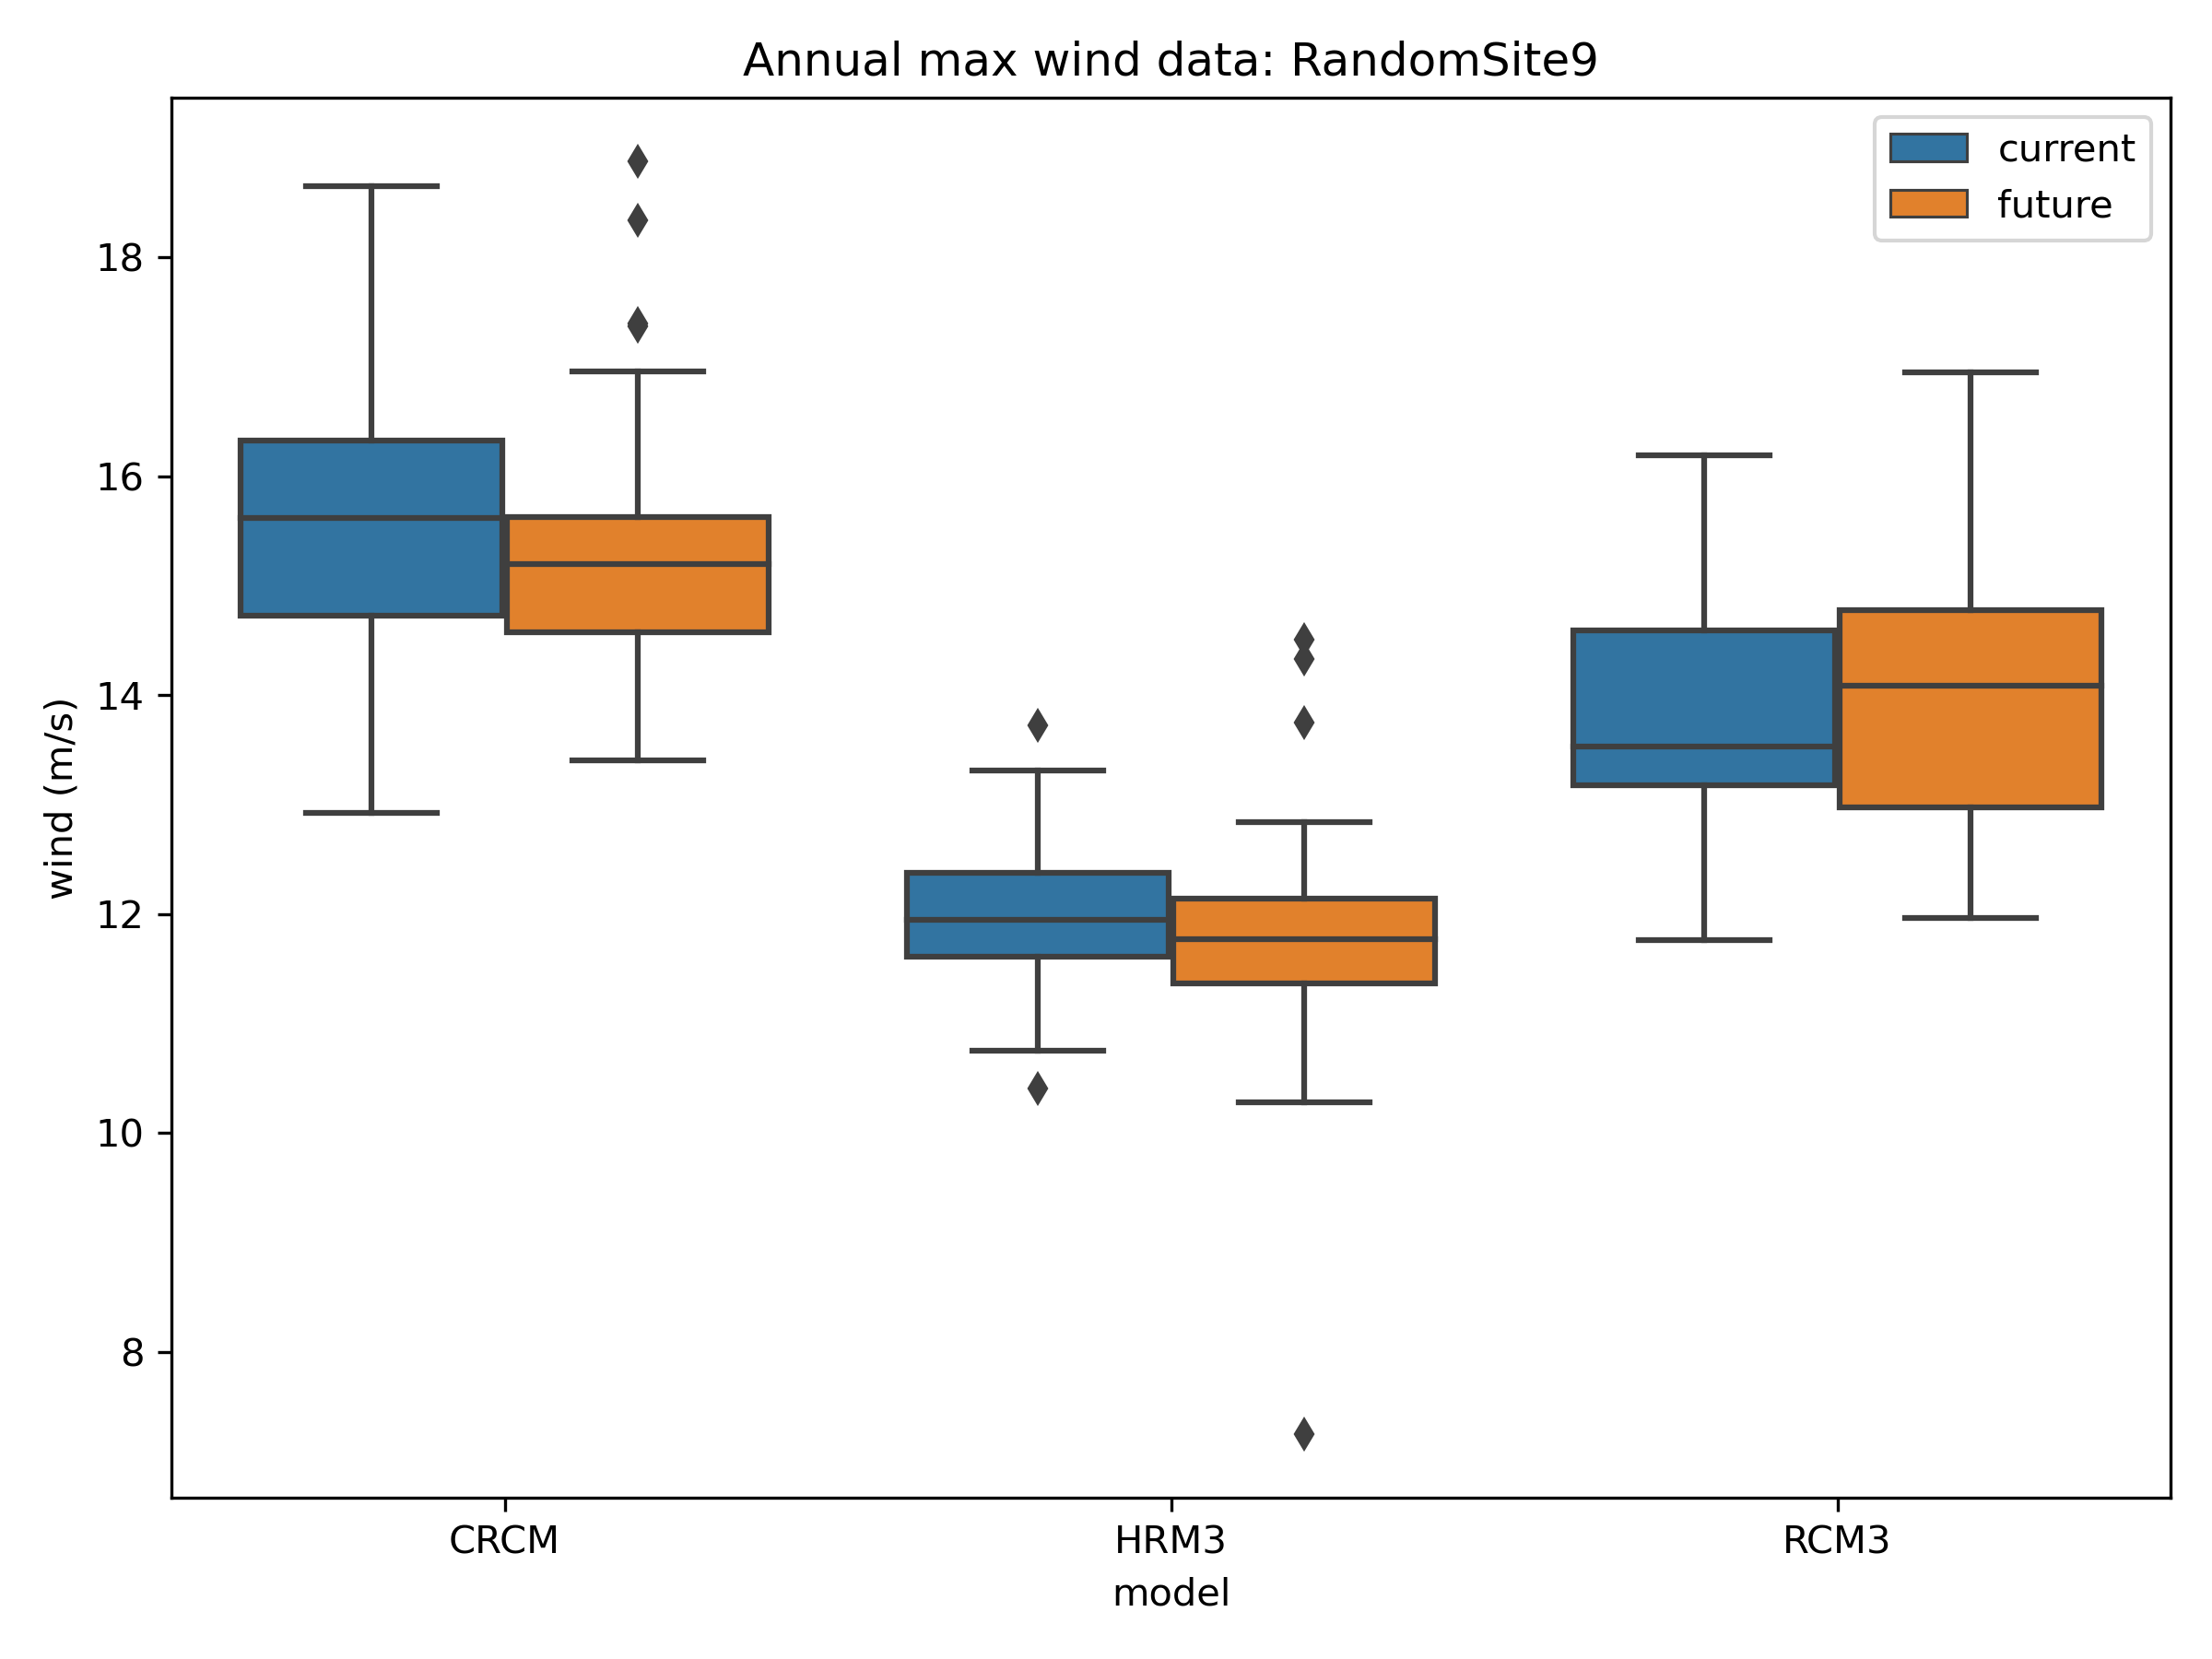 Annual max wind data: RandomSite9
current
future
18
16
14
12
10
8
wind (m/s)
CRCM
HRM3
RCM3
model